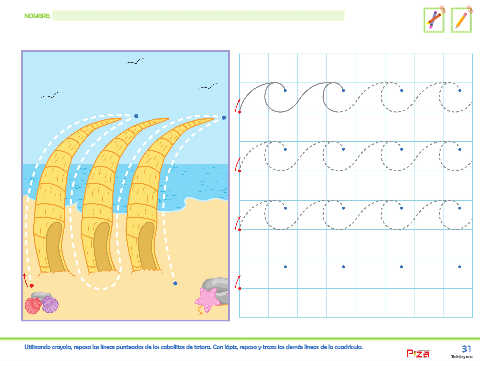 NOMBRE:
Utilizando crayola, repasa las líneas punteadas de los caballitos de totora. Con lápiz, repasa y traza las demás líneas de la cuadrícula.
31